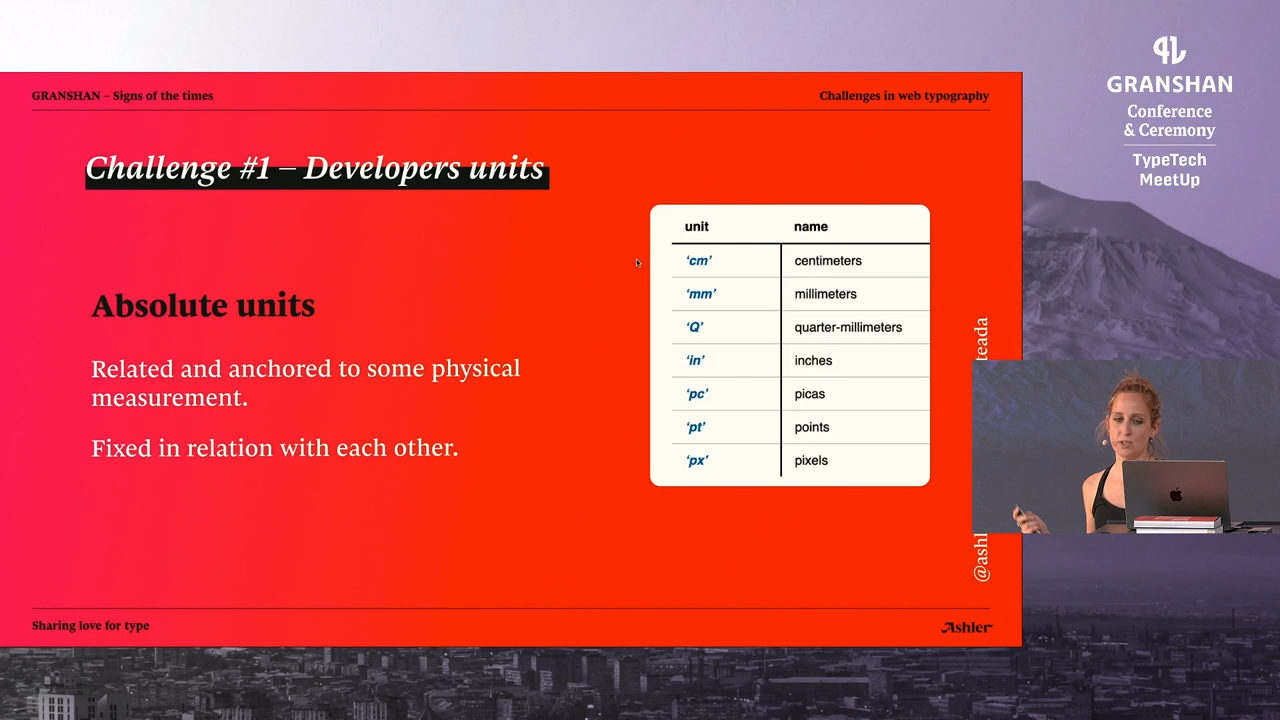 GRANSHAN – Signs of the times
Challenges in web typography
Challenge #1 – Developers units
Absolute units
Related and anchored to some physical
measurement.
Fixed in relation with each other.
unit name
‘cm’ centimeters
‘mm’ millimeters
‘Q’ quarter-millimeters
‘in’ inches
‘pc’ picas
‘pt’ points
‘px’ pixels
Sharing love for type
Ashler
GRANSHAN
Conference
& Ceremony
TypeTech
MeetUp